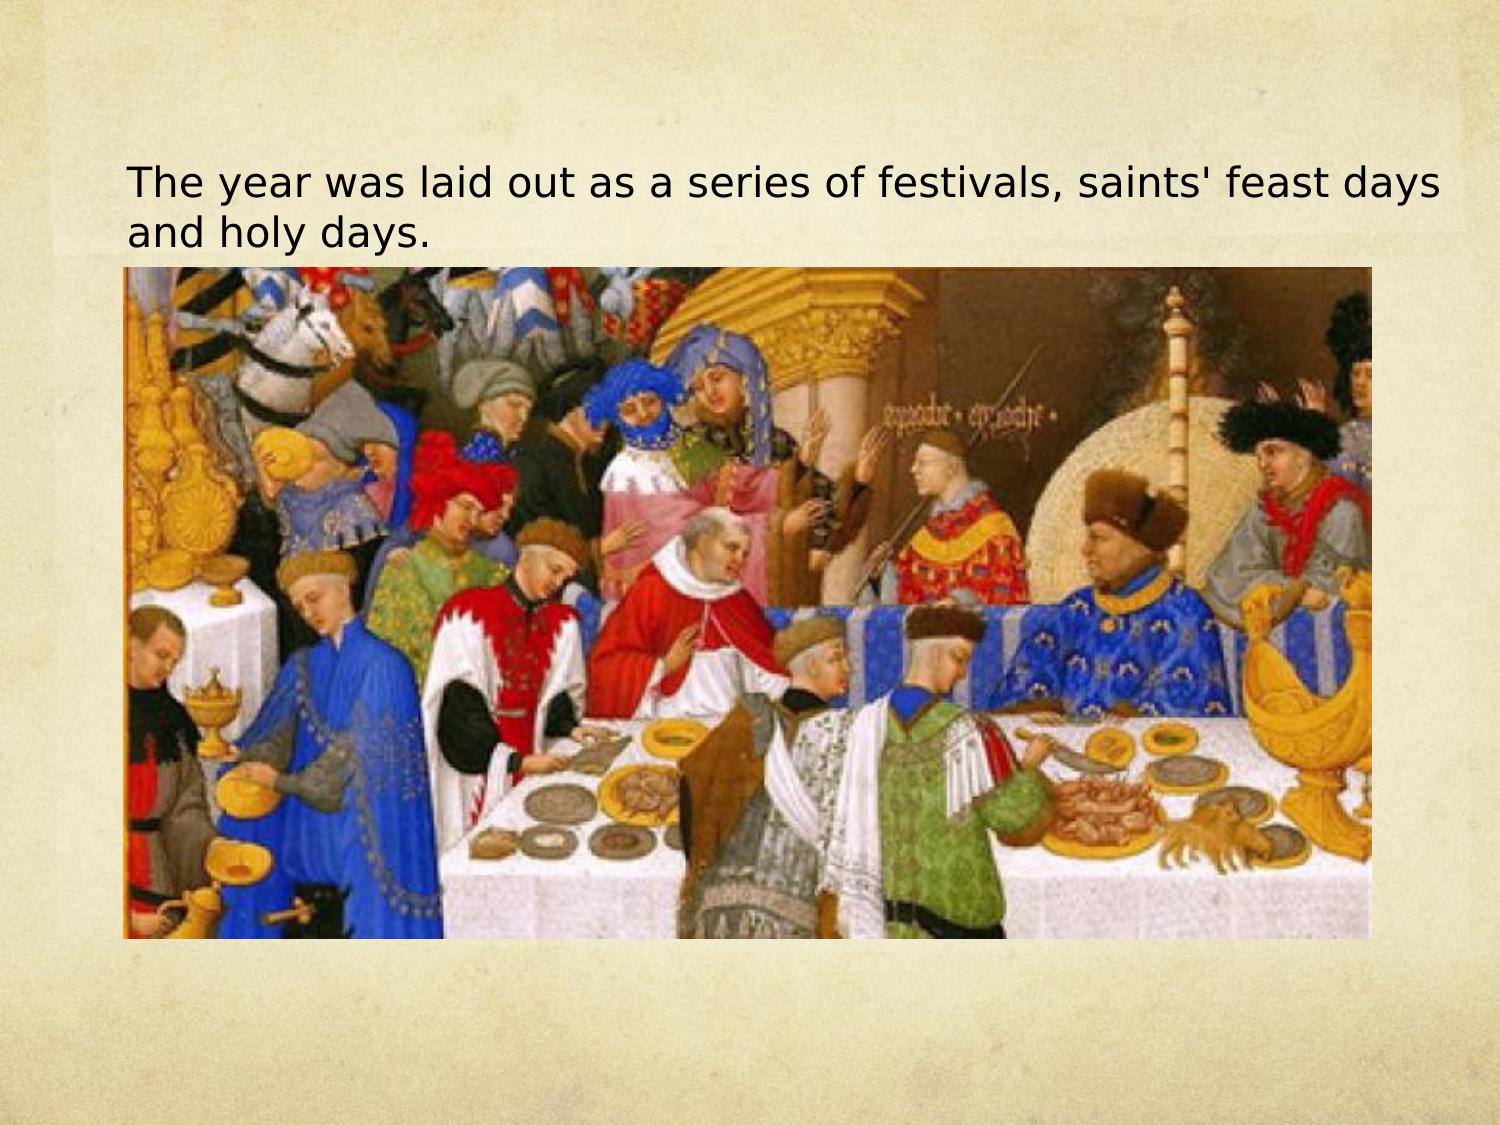 The year was laid out as a series of festivals, saints' feast days
and holy days.